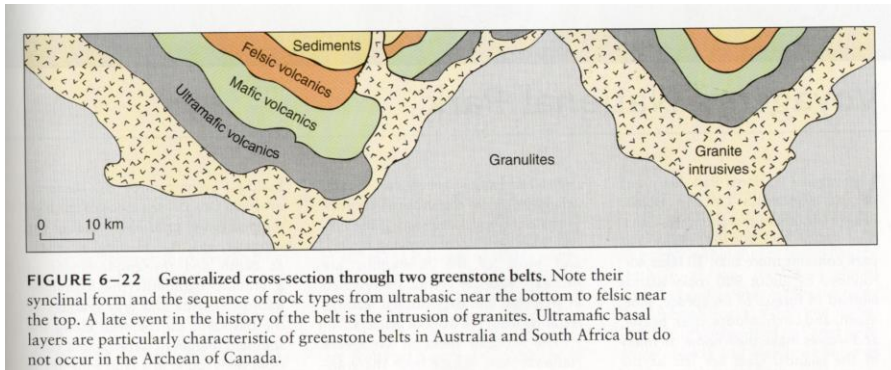 Sediments
Felsic volcanics
Mafic volcanics
Ultramafic volcanics
Granulites
Granite
intrusives
0 10 km
FIGURE 6–22 Generalized cross-section through two greenstone belts. Note their
synclinal form and the sequence of rock types from ultrabasic near the bottom to felsic near
the top. A late event in the history of the belt is the intrusion of granites. Ultramafic basal
layers are particularly characteristic of greenstone belts in Australia and South Africa but do
not occur in the Archean of Canada.